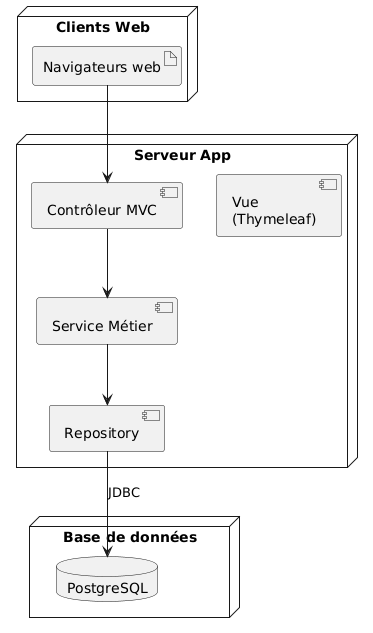 Clients Web
Navigateurs web
Serveur App
Contrôleur MVC
Vue
(Thymeleaf)
Service Métier
Repository
JDBC
Base de données
PostgreSQL